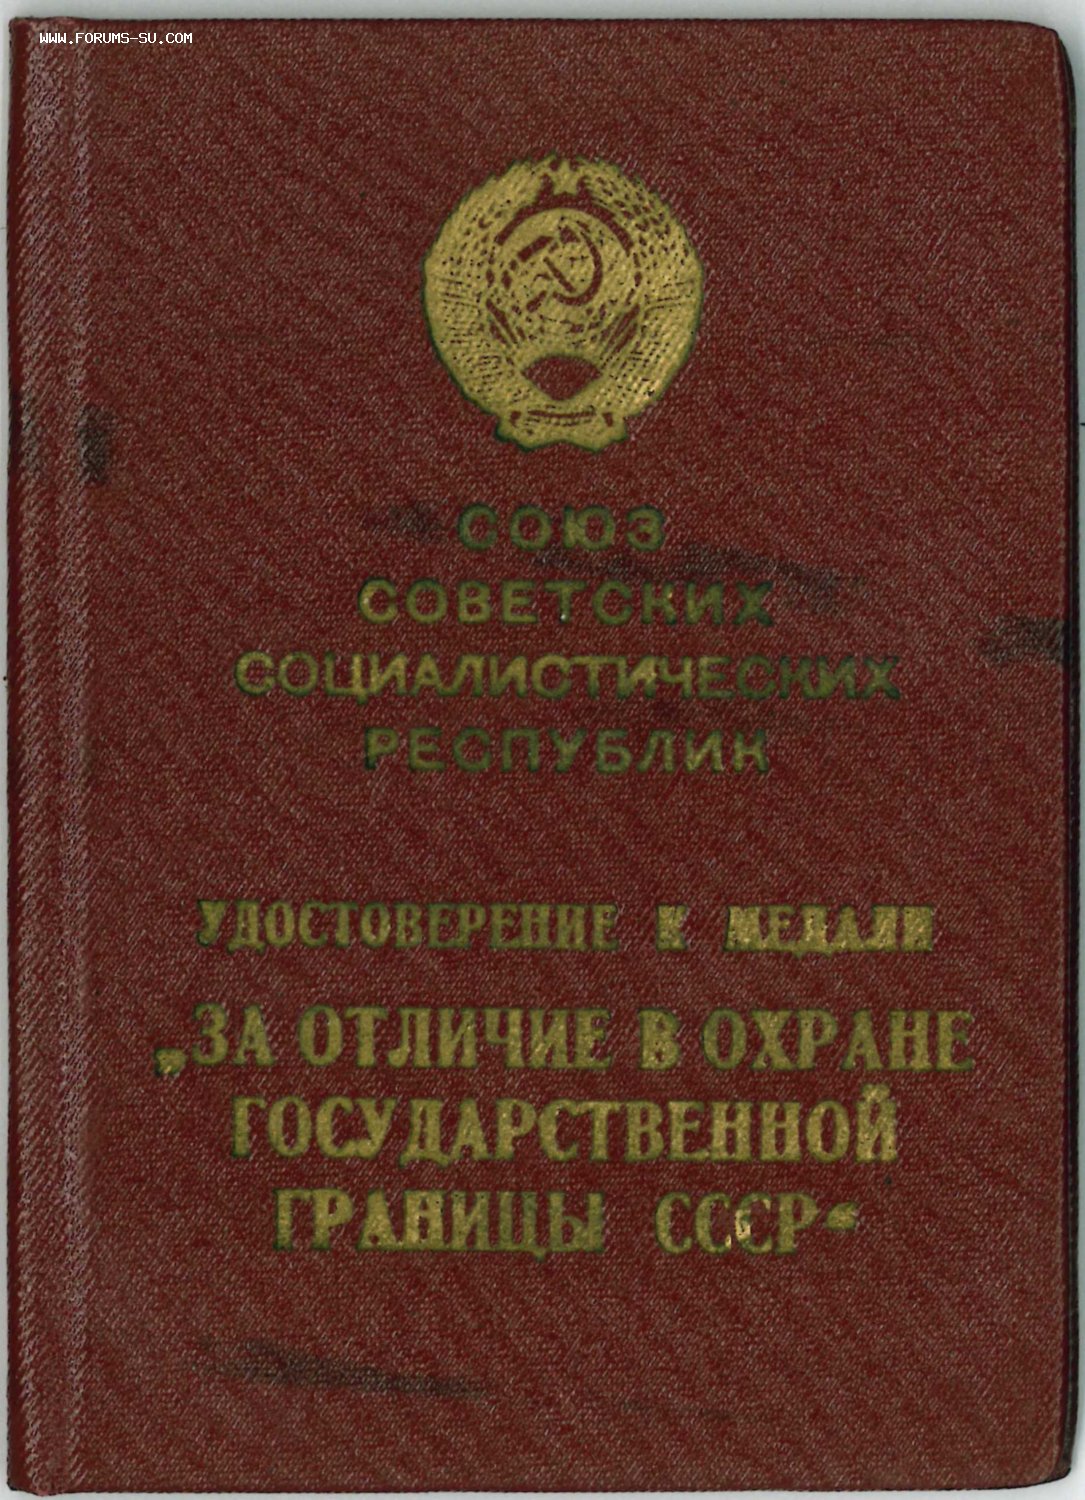 WWW.FORUMS-SU.COM
СОЮЗ
СОВЕТСКИХ
СОЦИАЛИСТИЧЕСКИХ
РЕСПУБЛИК
УДОСТОВЕРЕНИЕ К МЕДАЛИ
„ЗА ОТЛИЧИЕ В ОХРАНЕ
ГОСУДАРСТВЕННОЙ
ГРАНИЦЫ СССР“